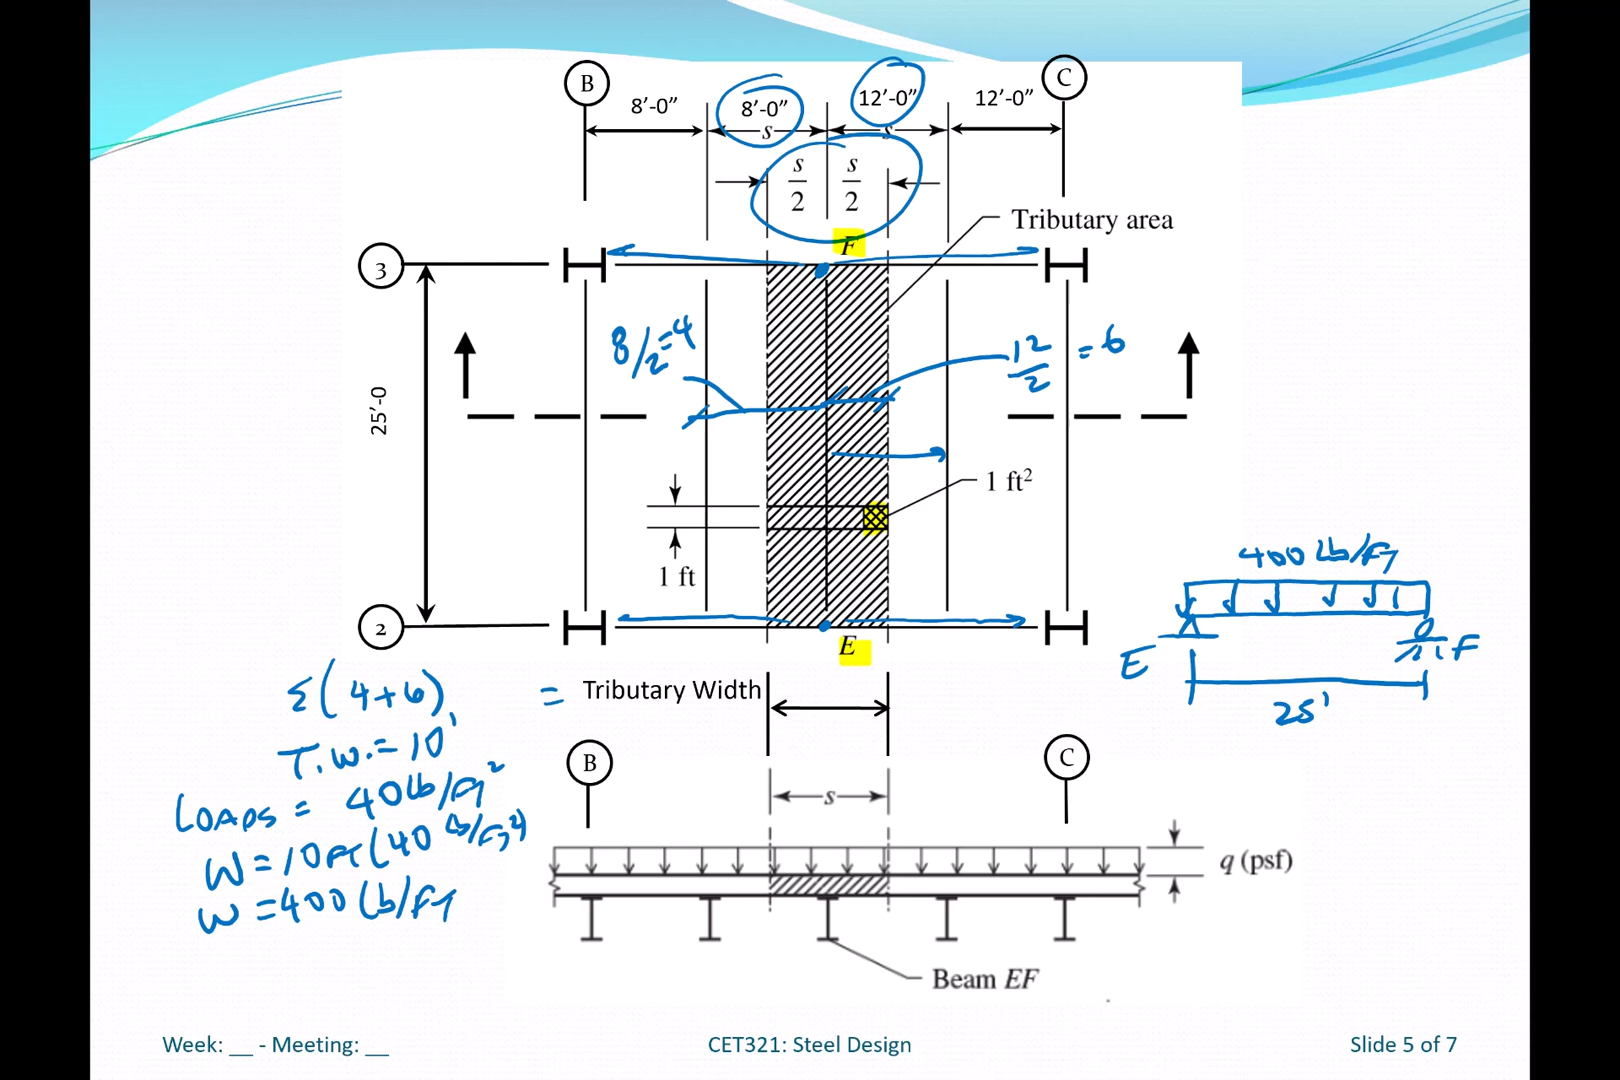 B
C
8'-0”
8'-0”
12'-0”
12'-0”
s
s
s/2
s/2
Tributary area
F
3
8/2=4
12/2 = 6
25'-0
1 ft²
1 ft
400 lb/FT
2
E
E
F
25'
Σ(4+6) = Tributary Width
T.W.= 10'
LOADS = 40 lb/FT²
W = 10 FT (40 lb/FT²)
W = 400 lb/FT
B
C
s
q (psf)
Beam EF
Week: __ - Meeting: __
CET321: Steel Design
Slide 5 of 7